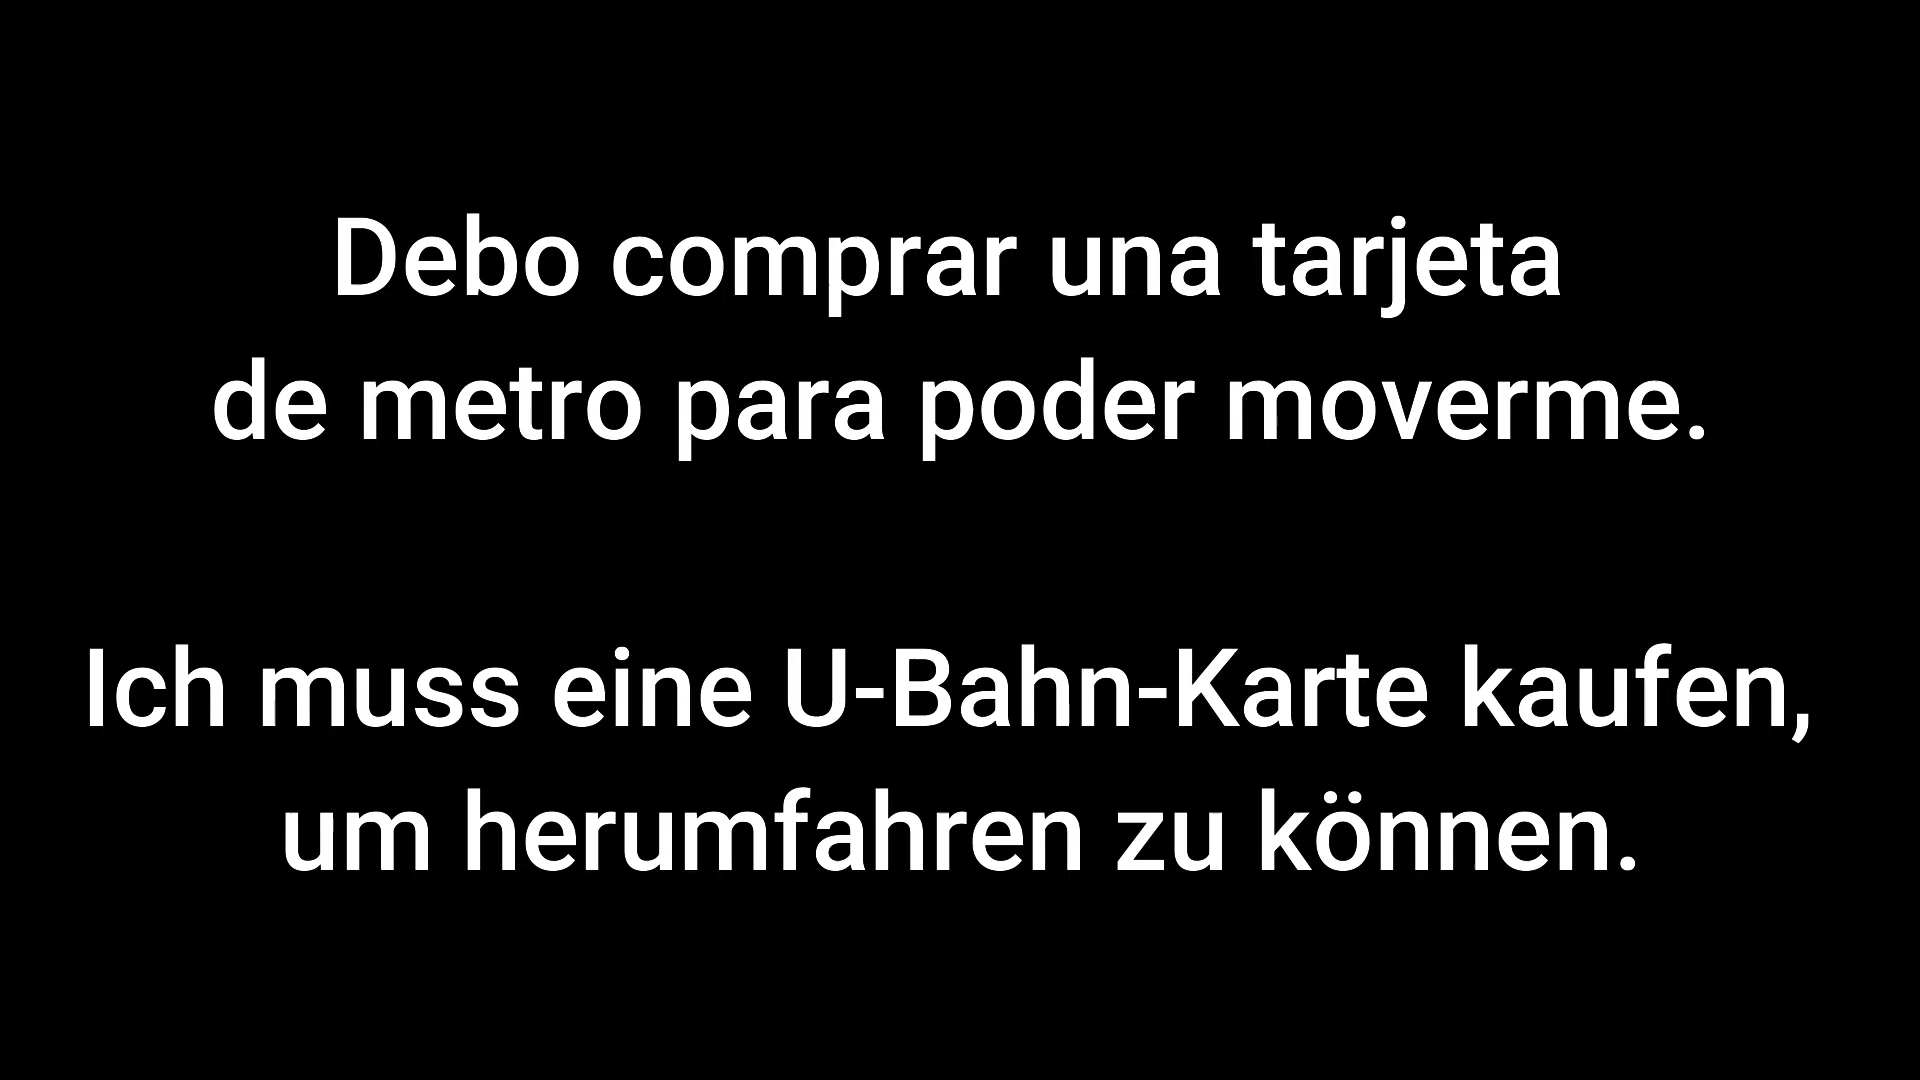 Debo comprar una tarjeta
de metro para poder moverme.
Ich muss eine U-Bahn-Karte kaufen,
um herumfahren zu können.